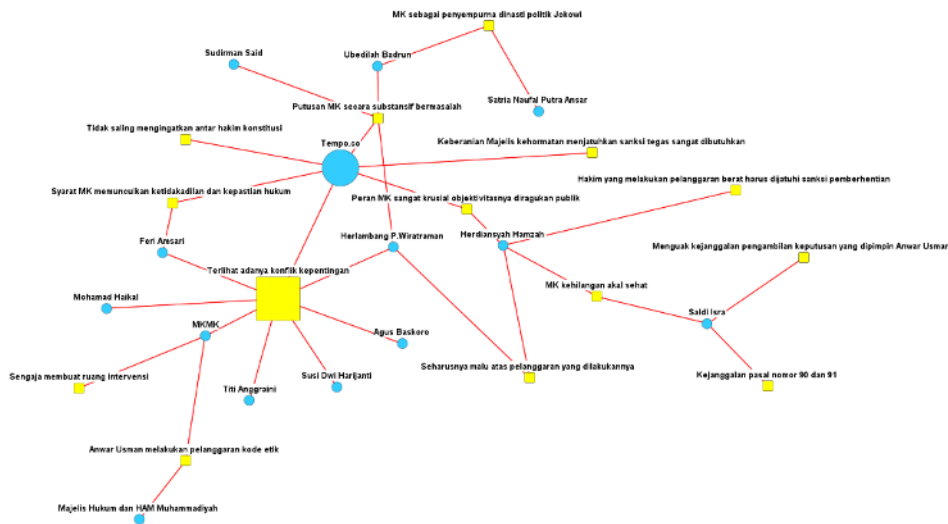 MK sebagai penyempurna dinasti politik Jokowi
Sudirman Said
Ubedilah Badrun
Satria Naufal Putra Ansar
Putusan MK secara substansif bermasalah
Tidak saling mengingatkan antar hakim konstitusi
Tempo.so
Keberanian Majelis kehormatan menjatuhkan sanksi tegas sangat dibutuhkan
Hakim yang melakukan pelanggaran berat harus dijatuhi sanksi pemberhentian
Syarat MK memunculkan ketidakadilan dan kepastian hukum
Peran MK sangat krusial objektivitasnya diragukan publik
Herlambang P.Wiratraman
Herdiansyah Hamzah
Feri Amsari
Menguak kejanggalan pengambilan keputusan yang dipimpin Anwar Usman
Terlihat adanya konflik kepentingan
MK kehilangan akal sehat
Mohamad Haikal
Saldi Isra
MKMK
Agus Baskoro
Sengaja membuat ruang intervensi
Titi Anggraini
Susi Dwi Harijanti
Seharusnya malu atas pelanggaran yang dilakukannya
Kejanggalan pasal nomor 90 dan 91
Anwar Usman melakukan pelanggaran kode etik
Majelis Hukum dan HAM Muhammadiyah